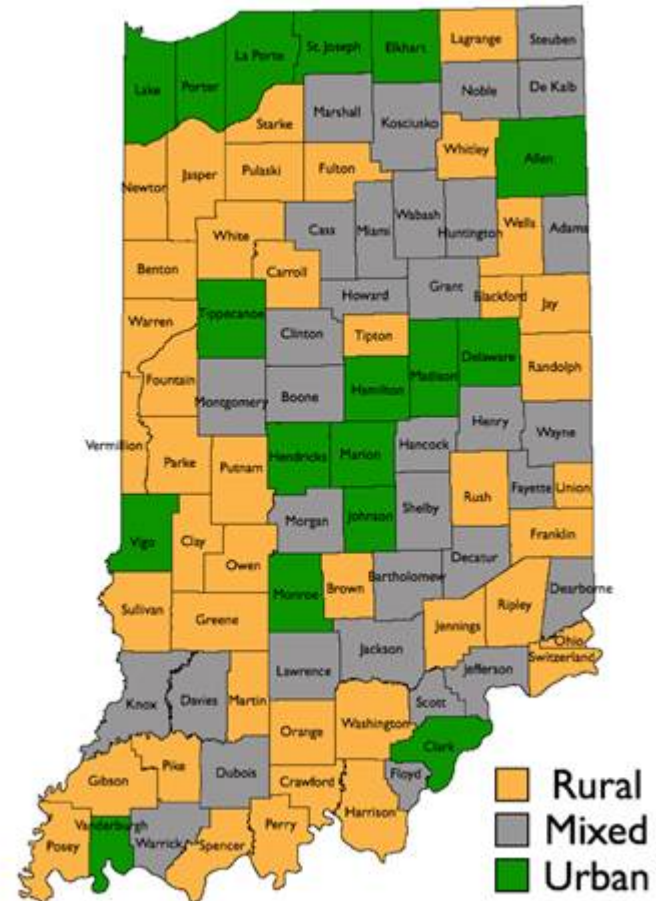 Lagrange
Steuben
St. Joseph
Elkhart
La Porte
Lake
Porter
Noble
De Kalb
Marshall
Kosciusko
Starke
Whitley
Allen
Newton
Jasper
Pulaski
Fulton
Wabash
Huntington
Wells
Adams
White
Cass
Miami
Benton
Carroll
Grant
Howard
Blackford
Jay
Tippecanoe
Warren
Clinton
Tipton
Madison
Delaware
Randolph
Fountain
Montgomery
Boone
Hamilton
Henry
Wayne
Vermillion
Parke
Putnam
Hendricks
Marion
Hancock
Rush
Fayette
Union
Morgan
Johnson
Shelby
Franklin
Vigo
Clay
Owen
Decatur
Monroe
Brown
Bartholomew
Dearborne
Sullivan
Greene
Jennings
Ripley
Ohio
Switzerland
Jackson
Lawrence
Jefferson
Knox
Davies
Martin
Scott
Orange
Washington
Clark
Gibson
Pike
Dubois
Crawford
Floyd
Harrison
Posey
Vanderburgh
Warrick
Spencer
Perry
Rural
Mixed
Urban